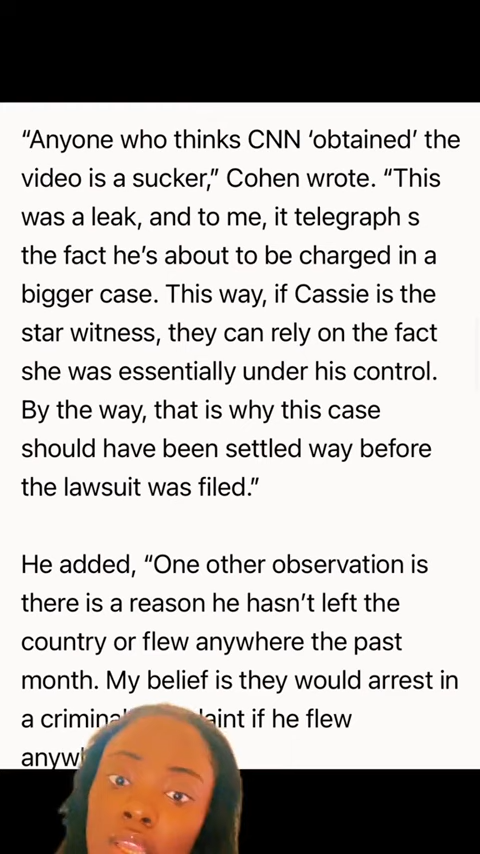 “Anyone who thinks CNN ‘obtained’ the
video is a sucker,” Cohen wrote. “This
was a leak, and to me, it telegraph s
the fact he’s about to be charged in a
bigger case. This way, if Cassie is the
star witness, they can rely on the fact
she was essentially under his control.
By the way, that is why this case
should have been settled way before
the lawsuit was filed.”
He added, “One other observation is
there is a reason he hasn’t left the
country or flew anywhere the past
month. My belief is they would arrest in
a if he flew